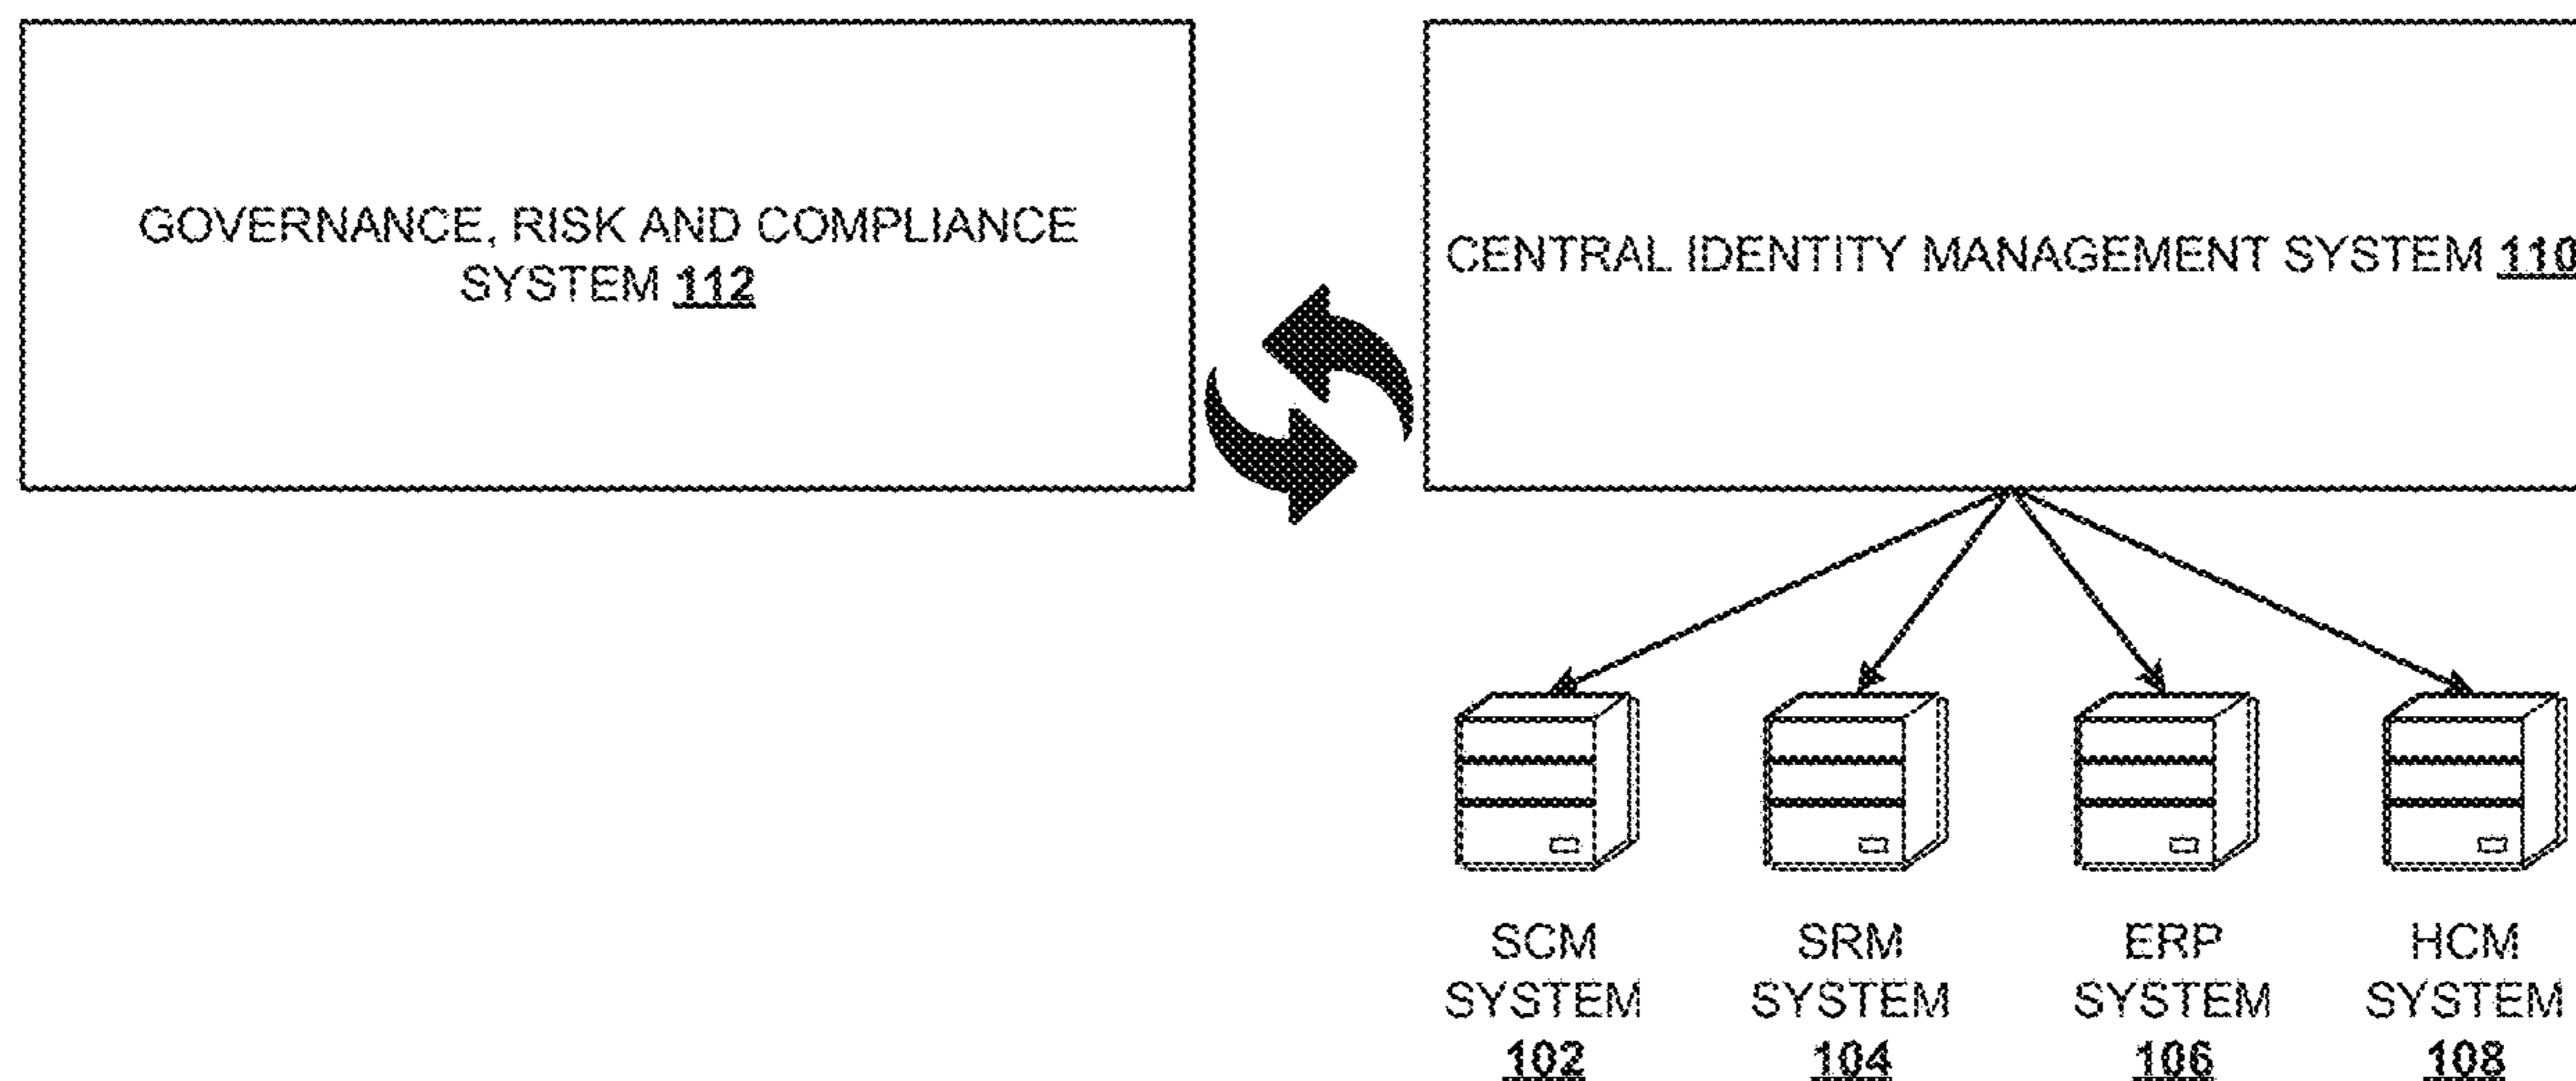 GOVERNANCE, RISK AND COMPLIANCE
SYSTEM 112
CENTRAL IDENTITY MANAGEMENT SYSTEM 110
SCM
SYSTEM
102
SRM
SYSTEM
104
ERP
SYSTEM
106
HCM
SYSTEM
108